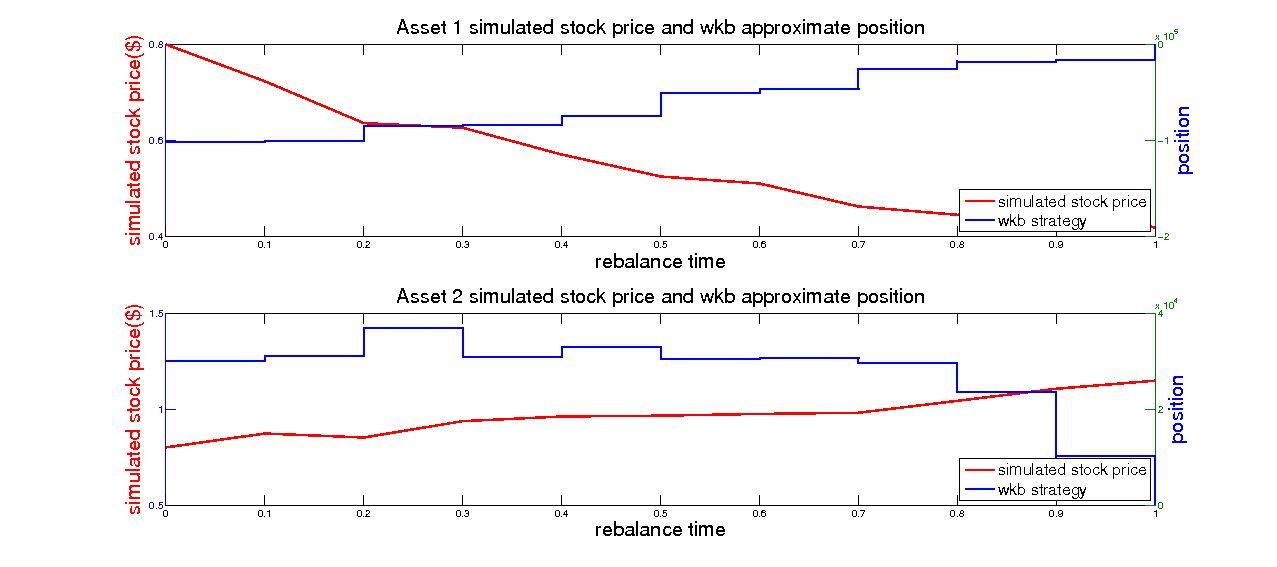 Asset 1 simulated stock price and wkb approximate position
x 10^5
0.8
0.6
0.4
simulated stock price($)
0
-1
-2
position
simulated stock price
wkb strategy
0 0.1 0.2 0.3 0.4 0.5 0.6 0.7 0.8 0.9 1
rebalance time
Asset 2 simulated stock price and wkb approximate position
x 10^4
1.5
1
0.5
simulated stock price($)
4
2
0
position
simulated stock price
wkb strategy
0 0.1 0.2 0.3 0.4 0.5 0.6 0.7 0.8 0.9 1
rebalance time